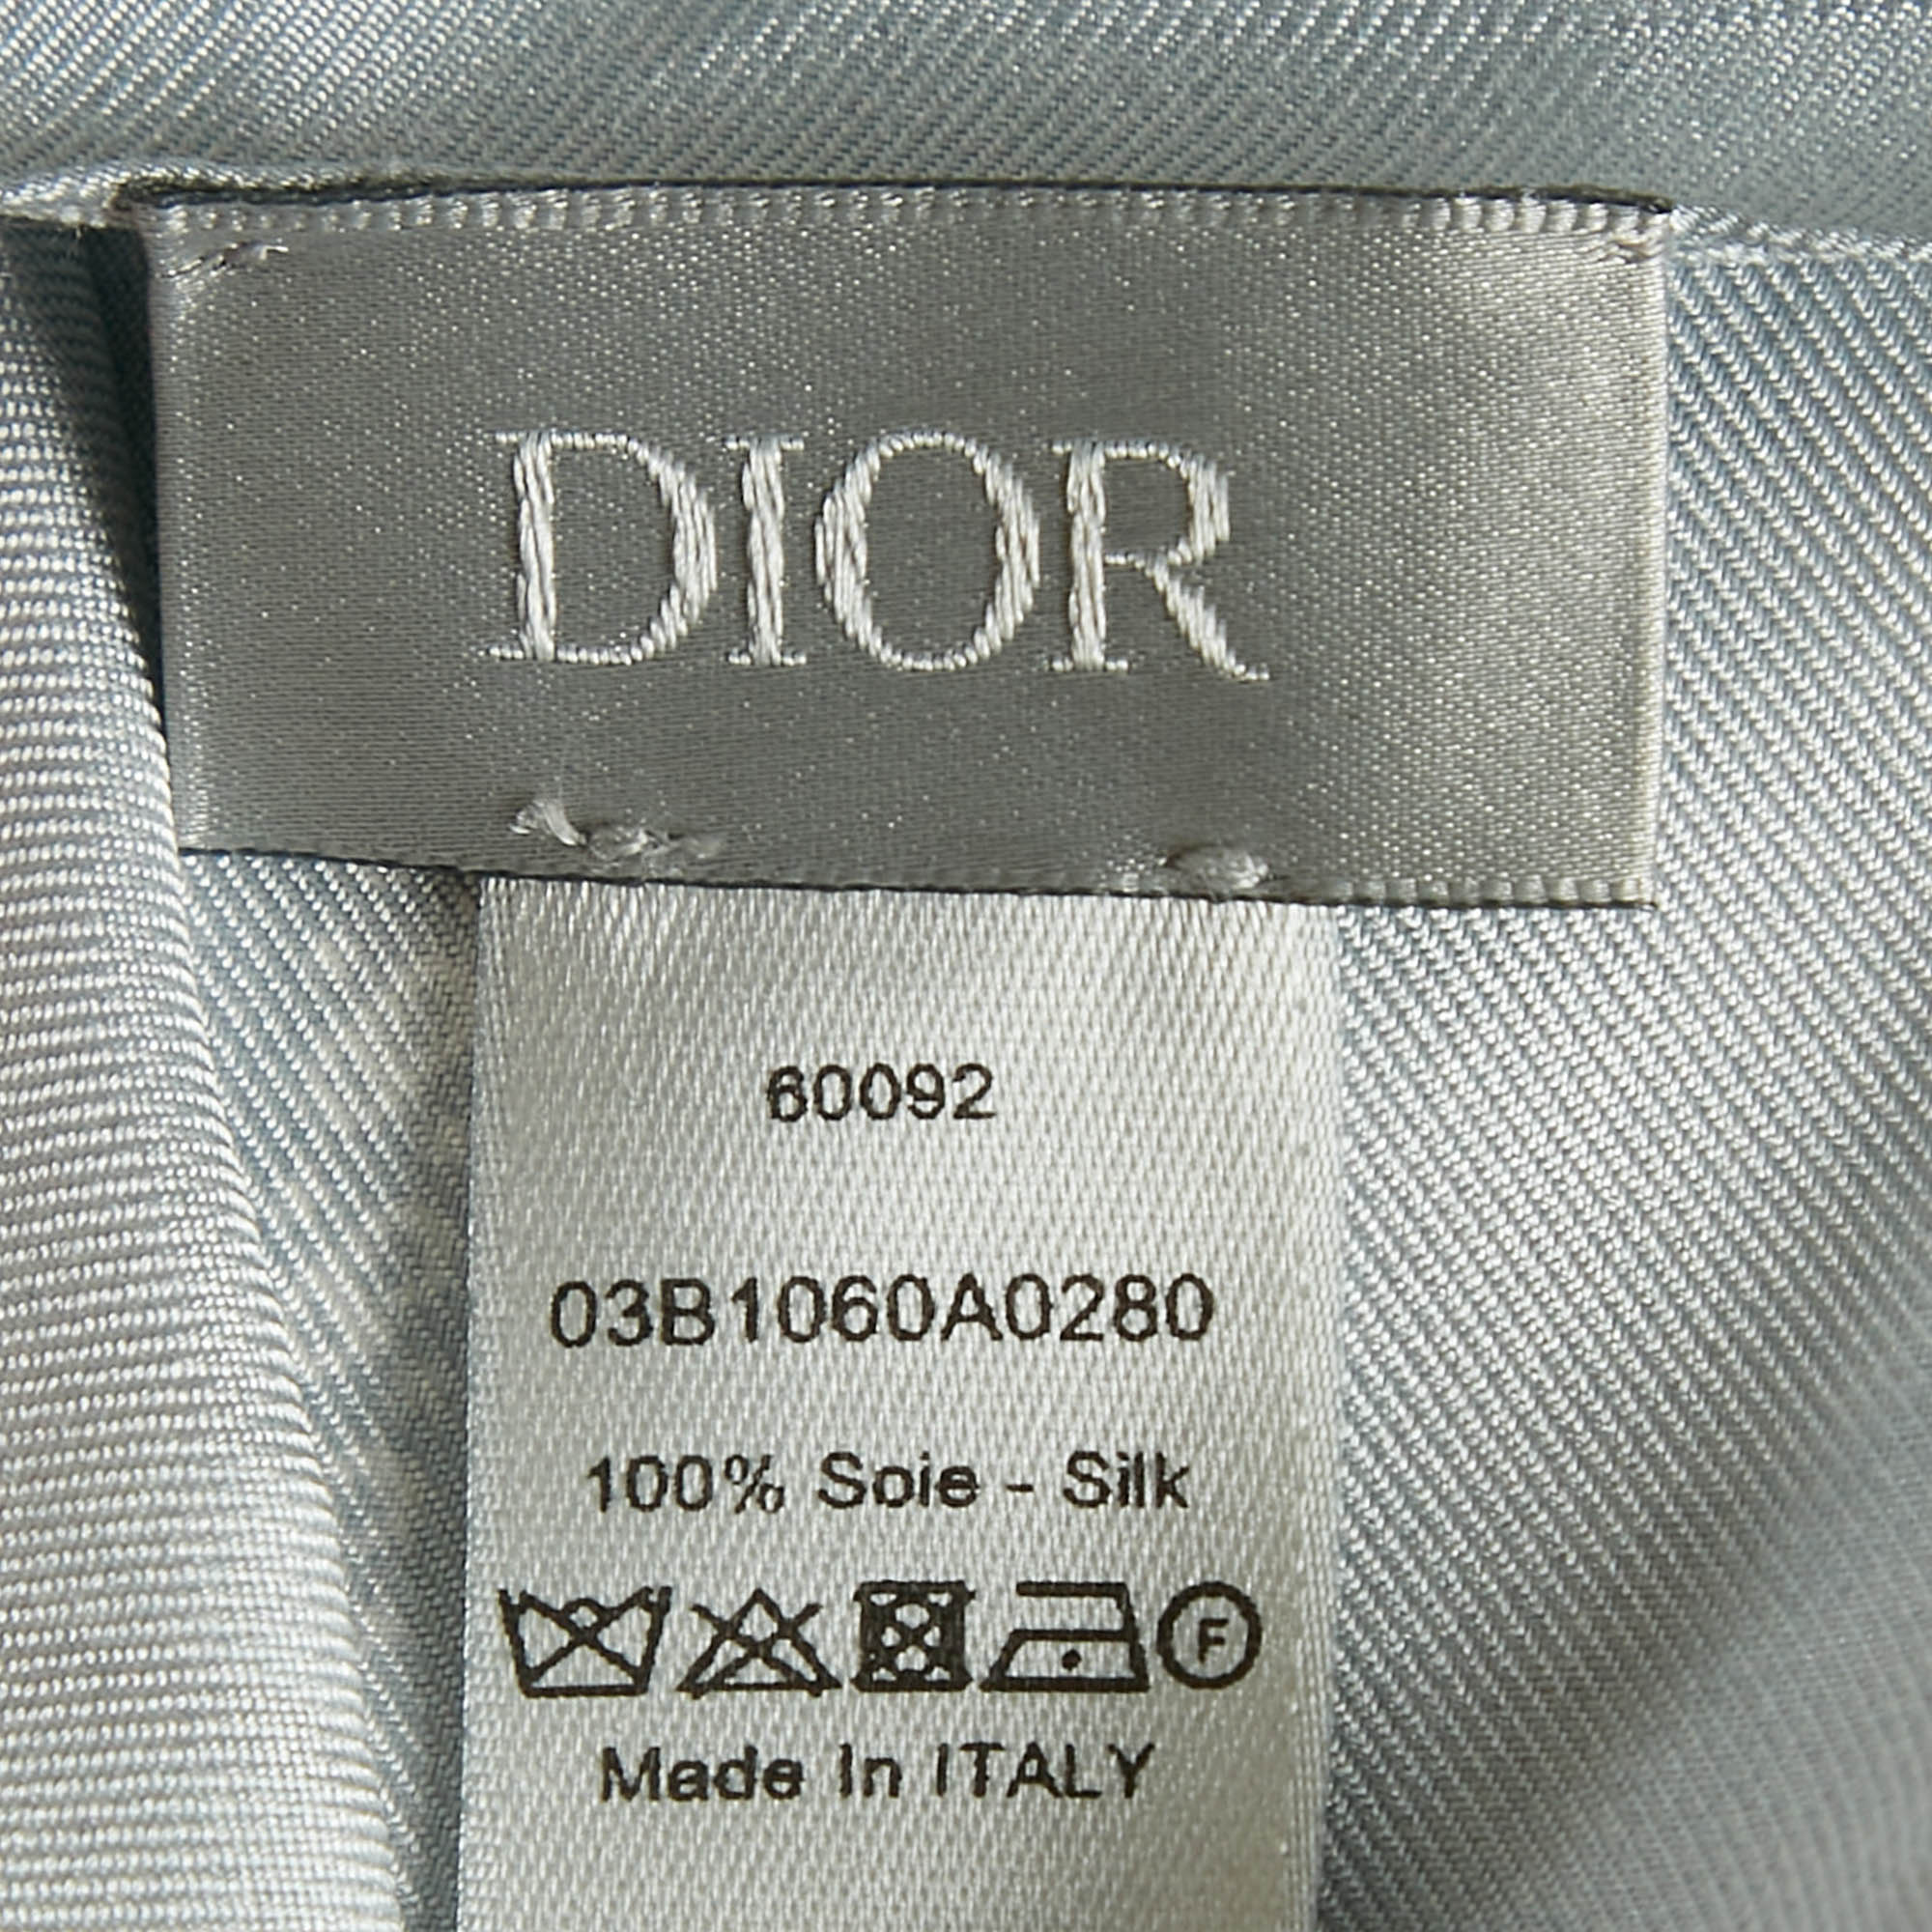 DIOR
60092
03B1060A0280
100% Soie - Silk
F
Made In ITALY